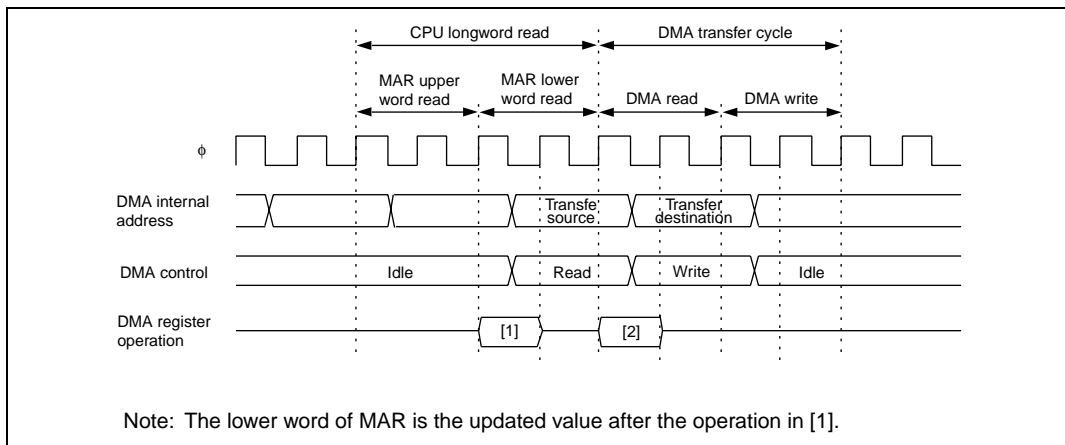 CPU longword read
DMA transfer cycle
MAR upper
word read
MAR lower
word read
DMA read
DMA write
ϕ
DMA internal
address
Transfe
source
Transfer
destination
DMA control
Idle
Read
Write
Idle
DMA register
operation
[1]
[2]
Note: The lower word of MAR is the updated value after the operation in [1].